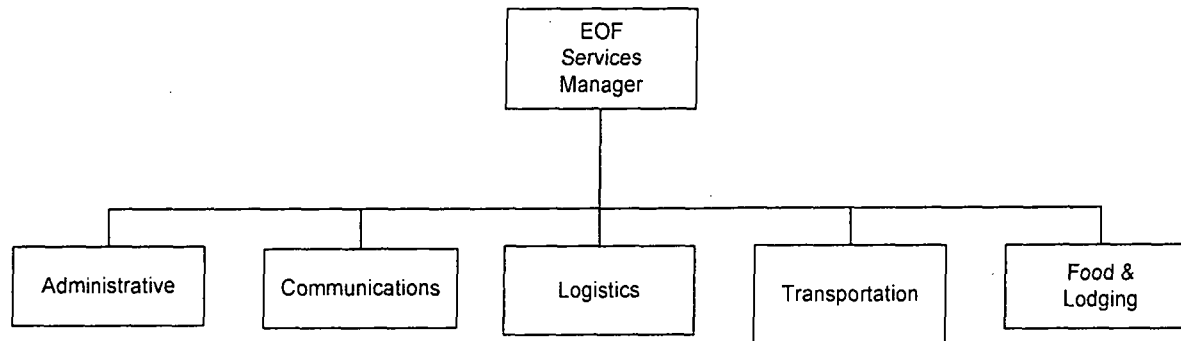 EOF
Services
Manager
Administrative
Communications
Logistics
Transportation
Food &
Lodging